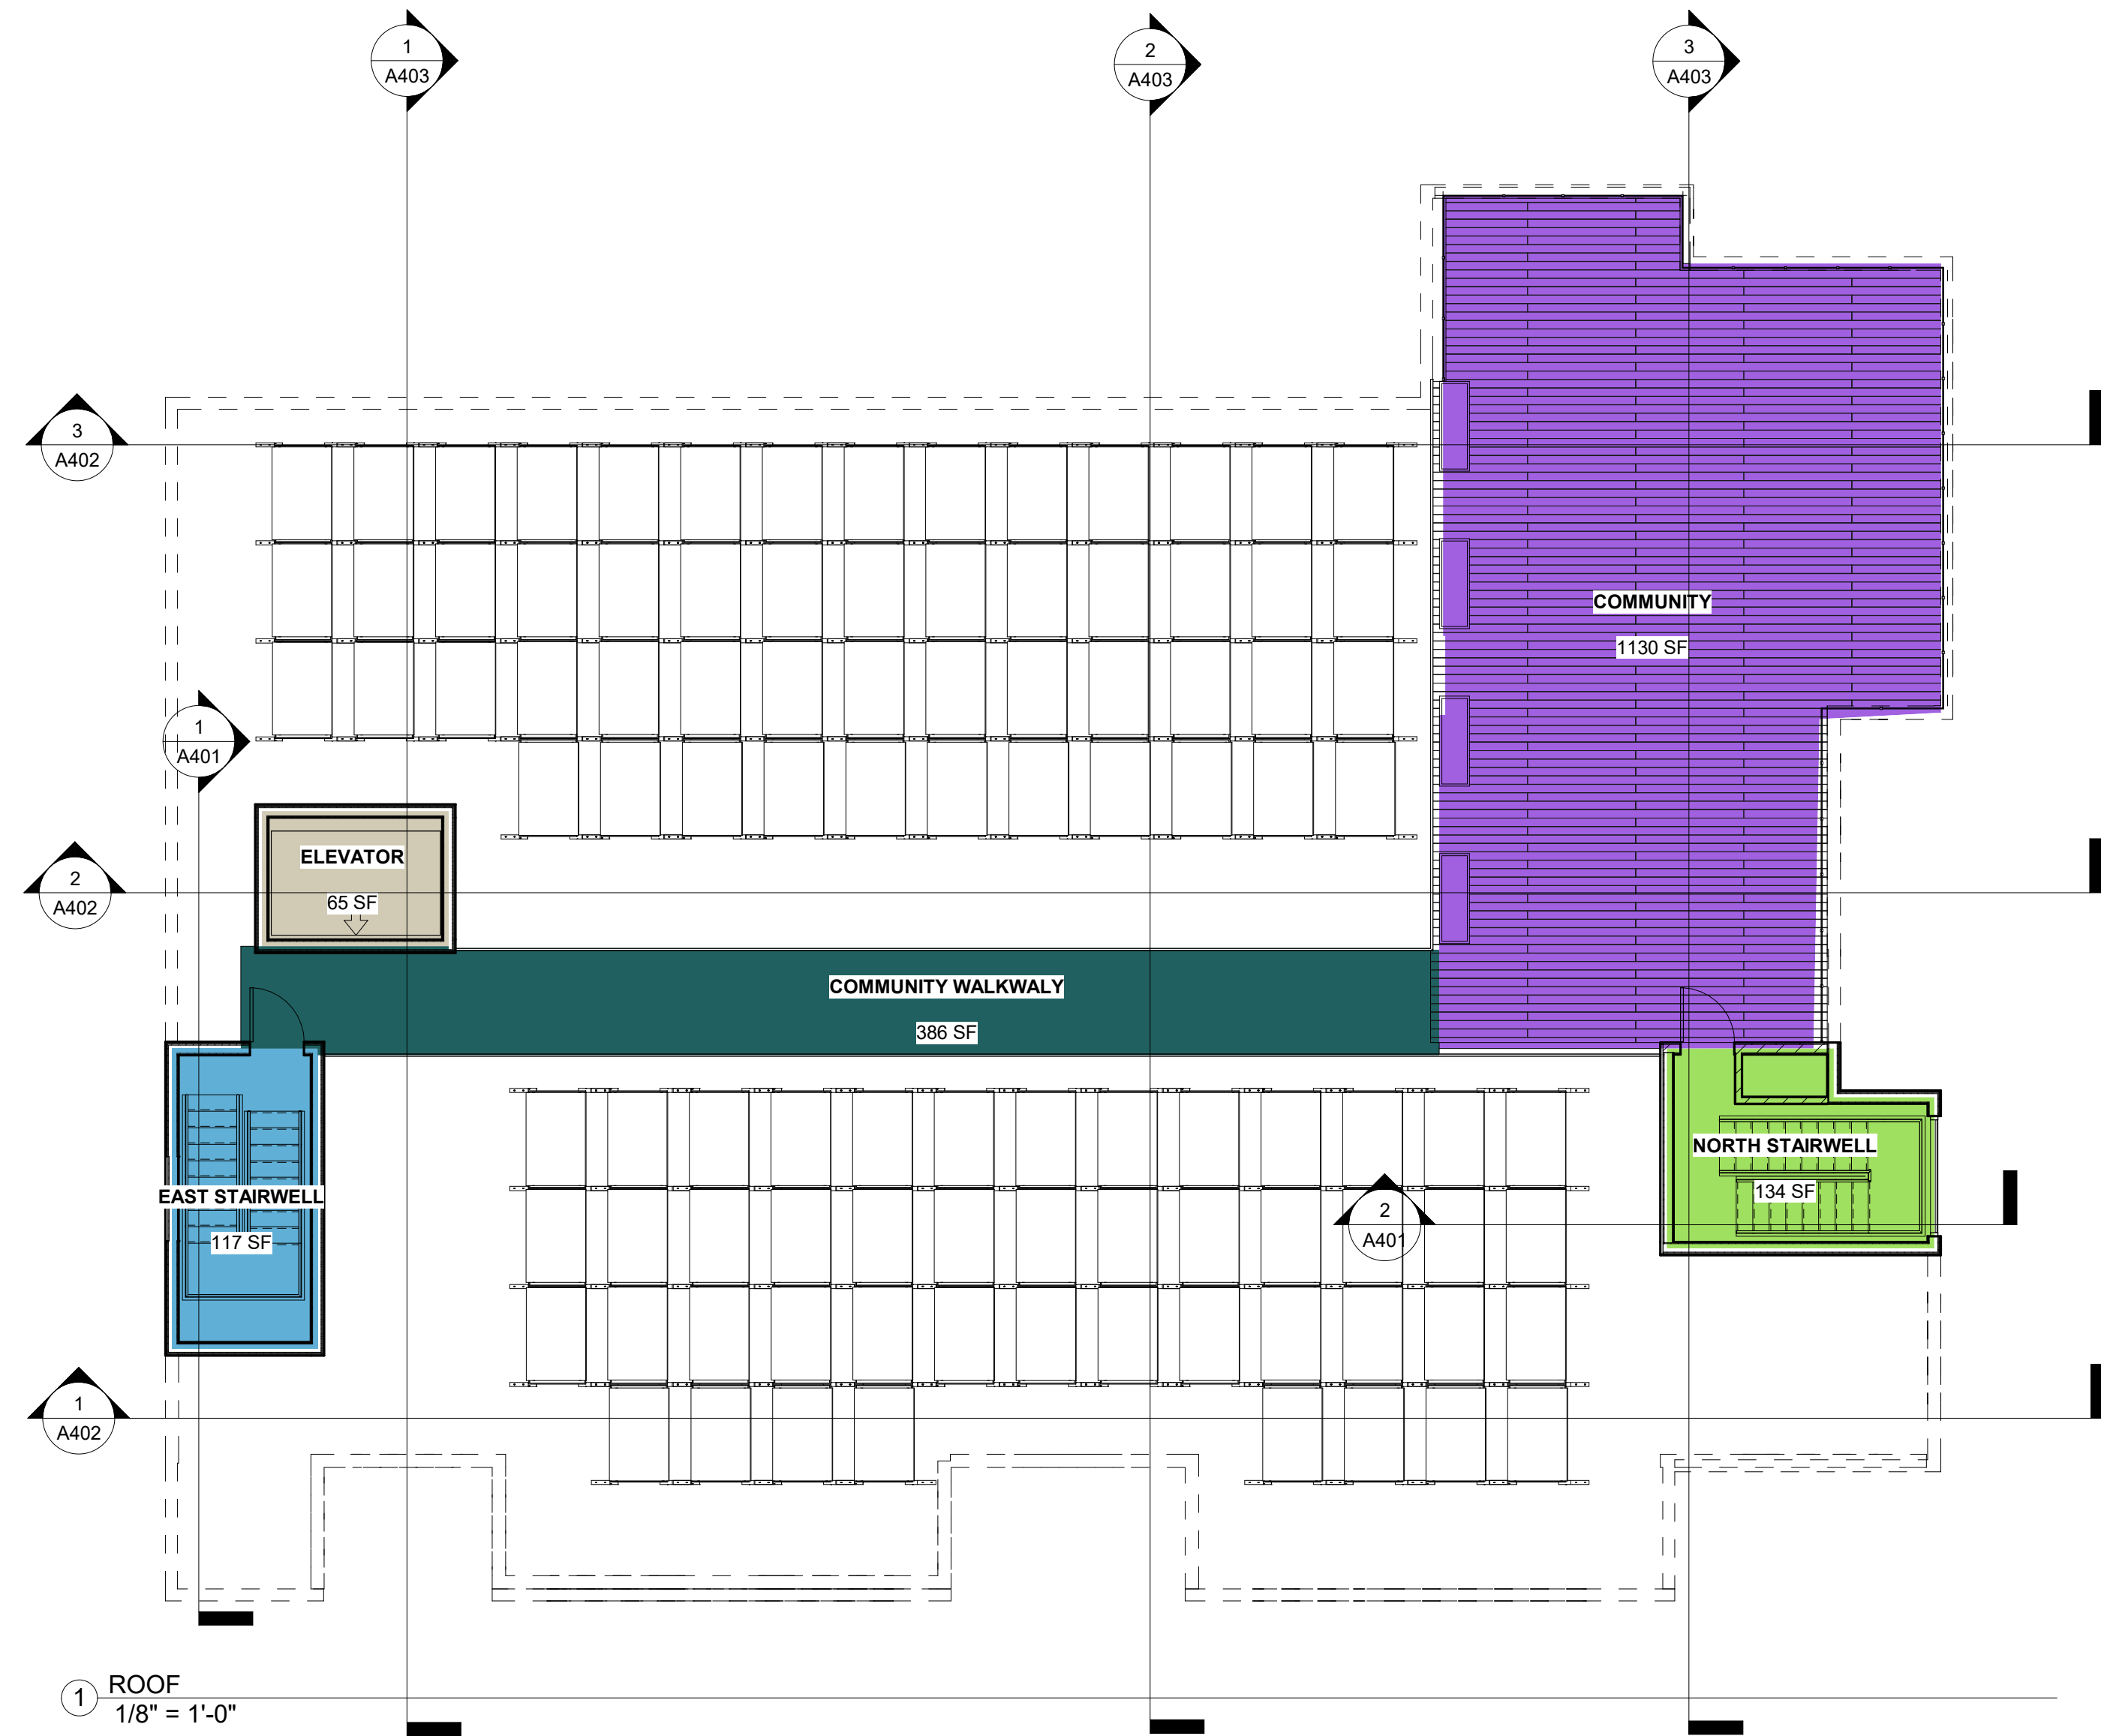 1
A403
2
A403
3
A403
3
A402
COMMUNITY
1130 SF
1
A401
ELEVATOR
65 SF
2
A402
COMMUNITY WALKWALY
386 SF
NORTH STAIRWELL
134 SF
EAST STAIRWELL
117 SF
2
A401
1
A402
1
ROOF
1/8" = 1'-0"